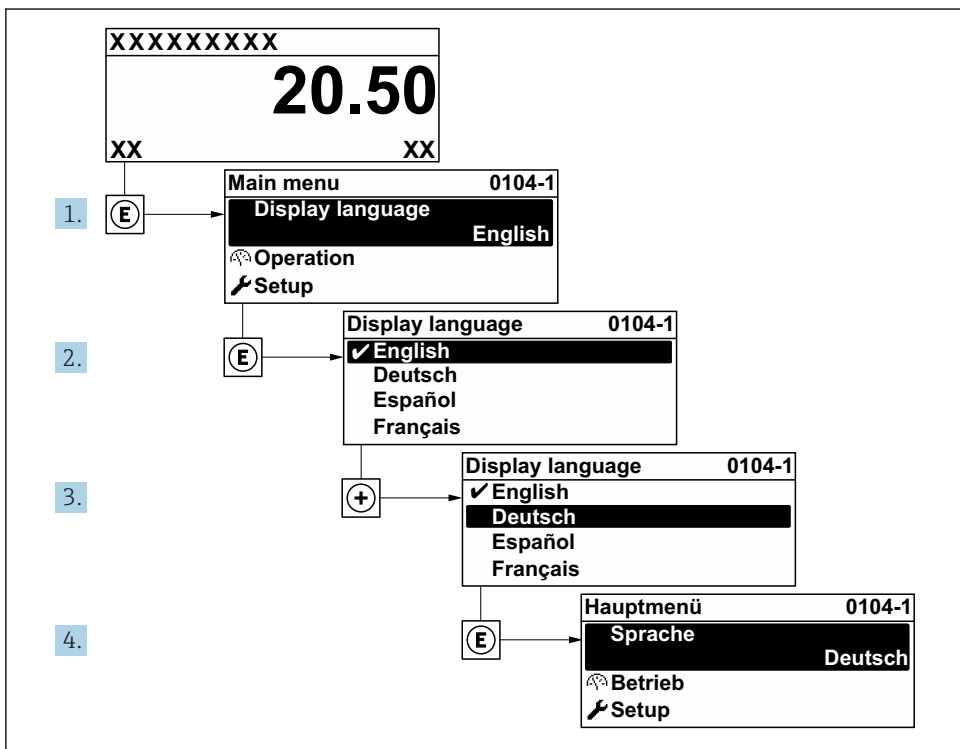 XXXXXXXXX
20.50
XX XX
1. E
Main menu 0104-1
Display language
English
Operation
Setup
2. E
Display language 0104-1
✔English
Deutsch
Español
Français
3. +
Display language 0104-1
✔English
Deutsch
Español
Français
4. E
Hauptmenü 0104-1
Sprache
Deutsch
Betrieb
Setup